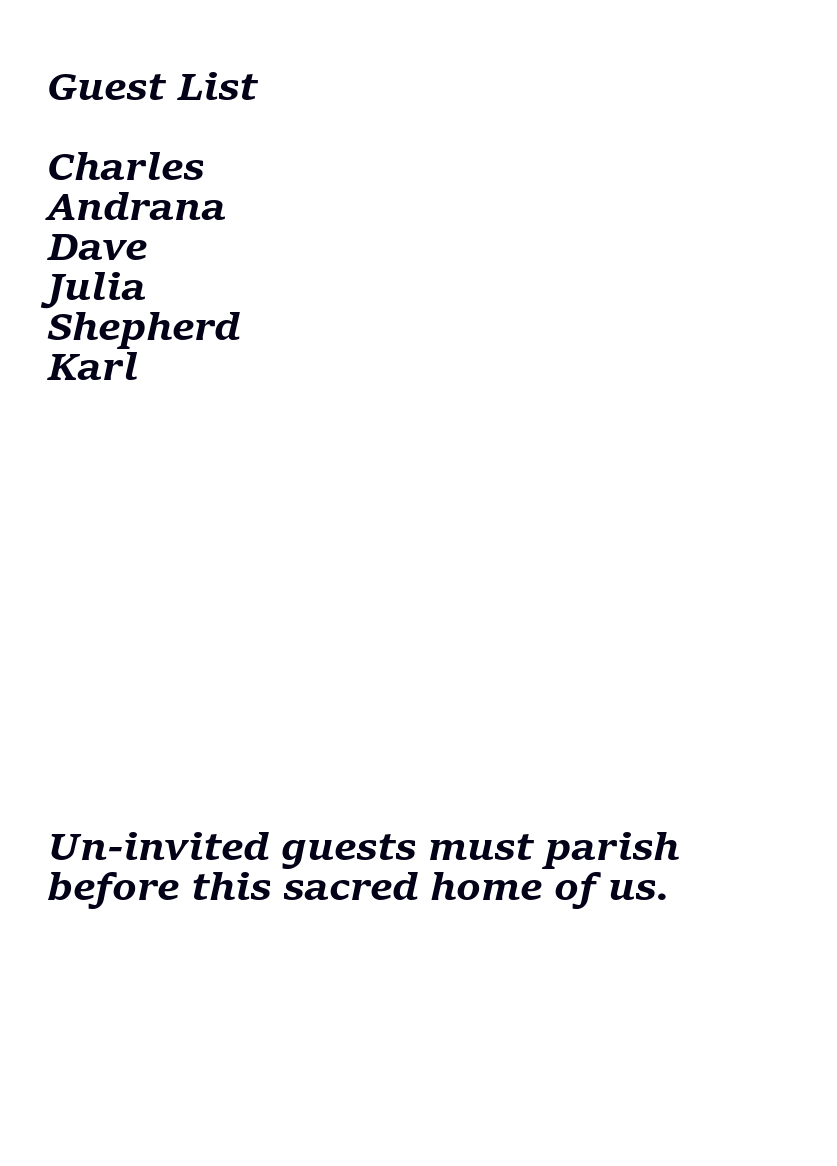 Guest List
Charles
Andrana
Dave
Julia
Shepherd
Karl
Un-invited guests must parish
before this sacred home of us.